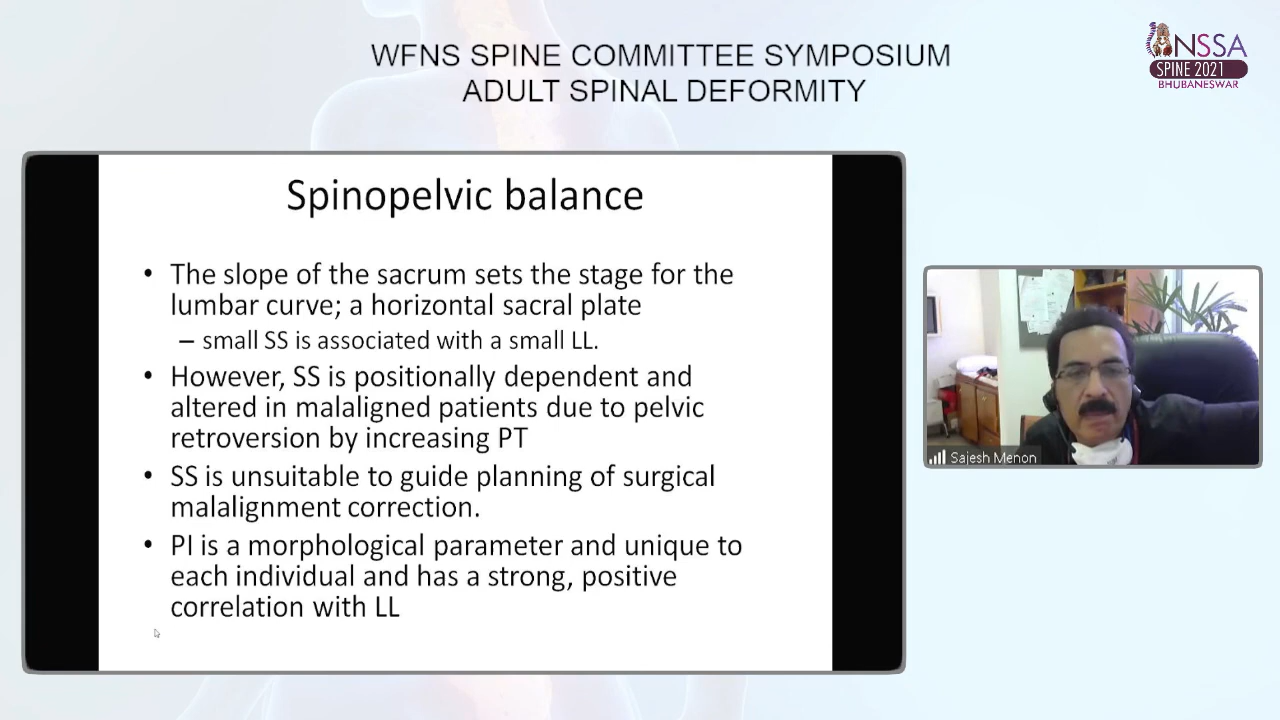 WFNS SPINE COMMITTEE SYMPOSIUM
ADULT SPINAL DEFORMITY
NSSA
SPINE 2021
BHUBANESWAR
Spinopelvic balance
• The slope of the sacrum sets the stage for the
lumbar curve; a horizontal sacral plate
– small SS is associated with a small LL.
• However, SS is positionally dependent and
altered in malaligned patients due to pelvic
retroversion by increasing PT
• SS is unsuitable to guide planning of surgical
malalignment correction.
• PI is a morphological parameter and unique to
each individual and has a strong, positive
correlation with LL
Sajesh Menon